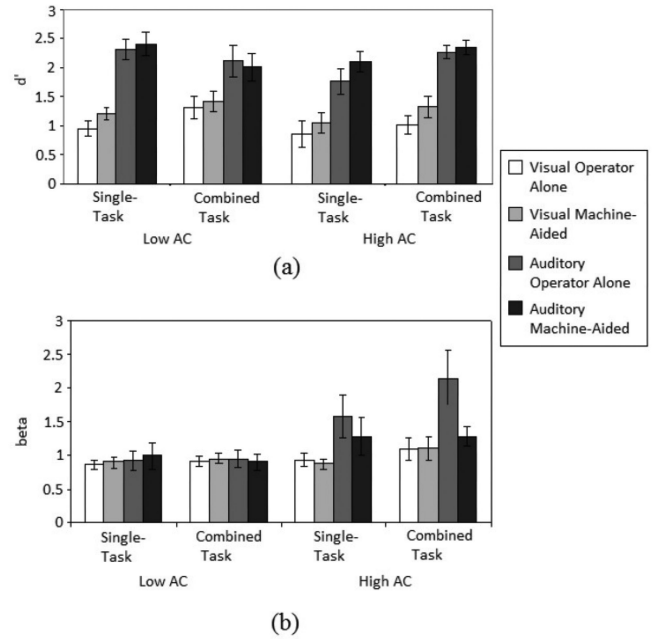 3
2.5
2
1.5
1
0.5
0
d'
Single-
Task
Combined
Task
Single-
Task
Combined
Task
Low AC
High AC
(a)
Visual Operator
Alone
Visual Machine-
Aided
Auditory
Operator Alone
Auditory
Machine-Aided
3
2.5
2
1.5
1
0.5
0
beta
Single-
Task
Combined
Task
Single-
Task
Combined
Task
Low AC
High AC
(b)